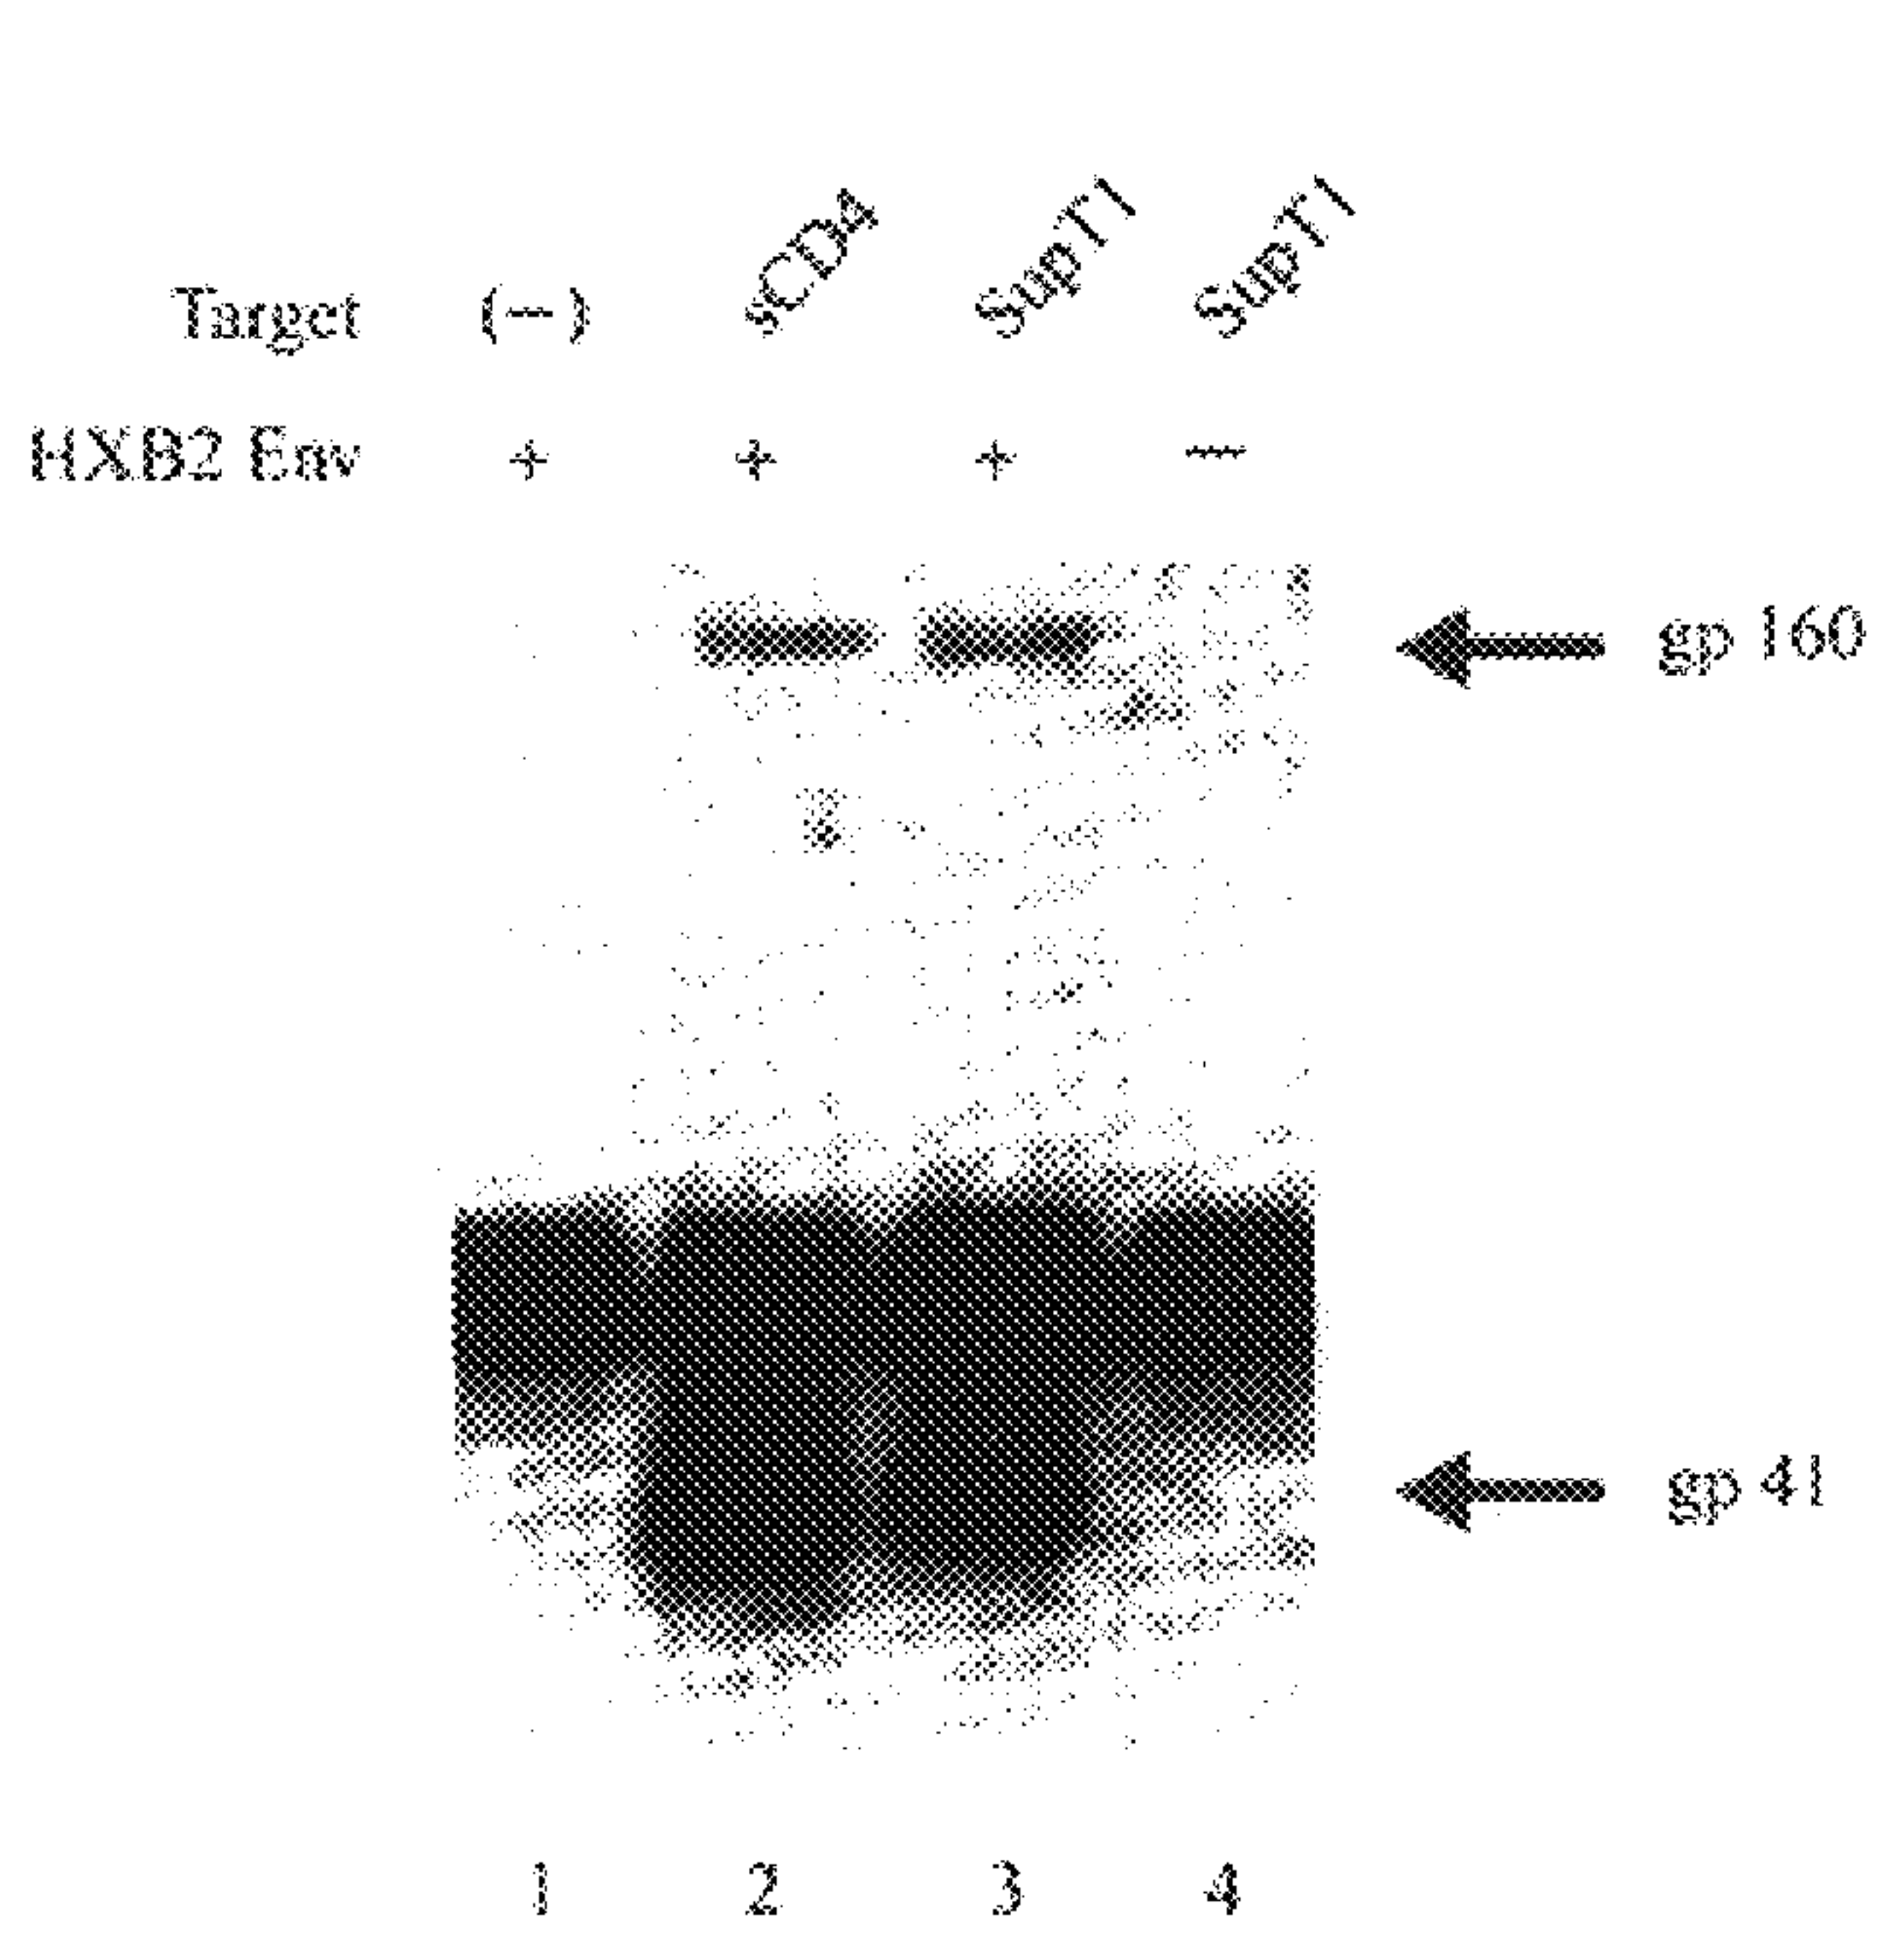 Target (−) sCD4 SupT1 SupT1
HXB2 Env + + + −
gp 160
gp 41
1 2 3 4